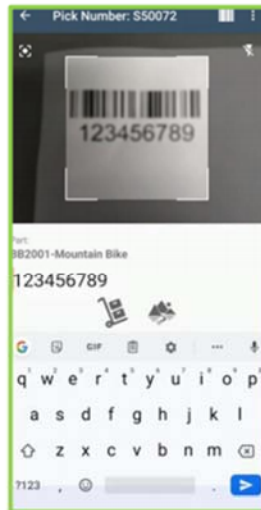 Pick Number: S50072
123456789
Part:
BB2001-Mountain Bike
123456789
G GIF
q w e r t y u i o p
a s d f g h j k l
z x c v b n m
?123 , .